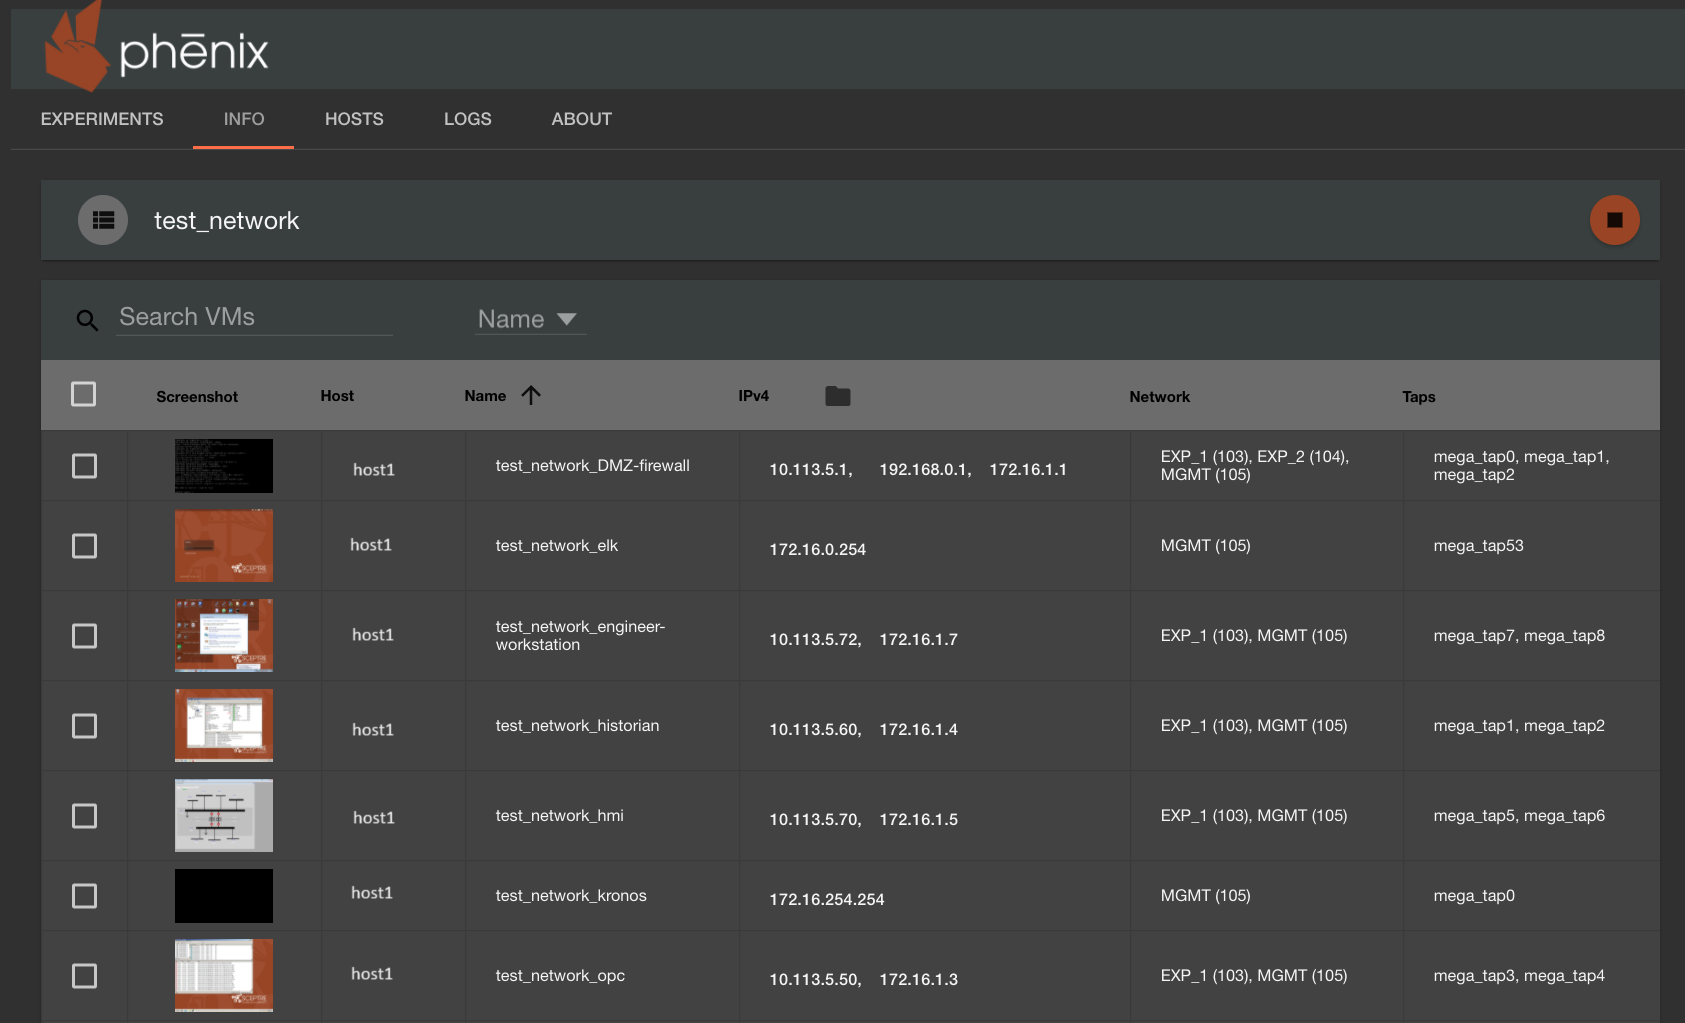 phēnix
EXPERIMENTS INFO HOSTS LOGS ABOUT
test_network
Search VMs Name
Screenshot Host Name IPv4 Network Taps
host1 test_network_DMZ-firewall 10.113.5.1, 192.168.0.1, 172.16.1.1 EXP_1 (103), EXP_2 (104), mega_tap0, mega_tap1,
MGMT (105) mega_tap2
host1 test_network_elk 172.16.0.254 MGMT (105) mega_tap53
SCEPTRE
host1 test_network_engineer-
workstation 10.113.5.72, 172.16.1.7 EXP_1 (103), MGMT (105) mega_tap7, mega_tap8
SCEPTRE
host1 test_network_historian 10.113.5.60, 172.16.1.4 EXP_1 (103), MGMT (105) mega_tap1, mega_tap2
SCEPTRE
host1 test_network_hmi 10.113.5.70, 172.16.1.5 EXP_1 (103), MGMT (105) mega_tap5, mega_tap6
host1 test_network_kronos 172.16.254.254 MGMT (105) mega_tap0
host1 test_network_opc 10.113.5.50, 172.16.1.3 EXP_1 (103), MGMT (105) mega_tap3, mega_tap4
SCEPTRE